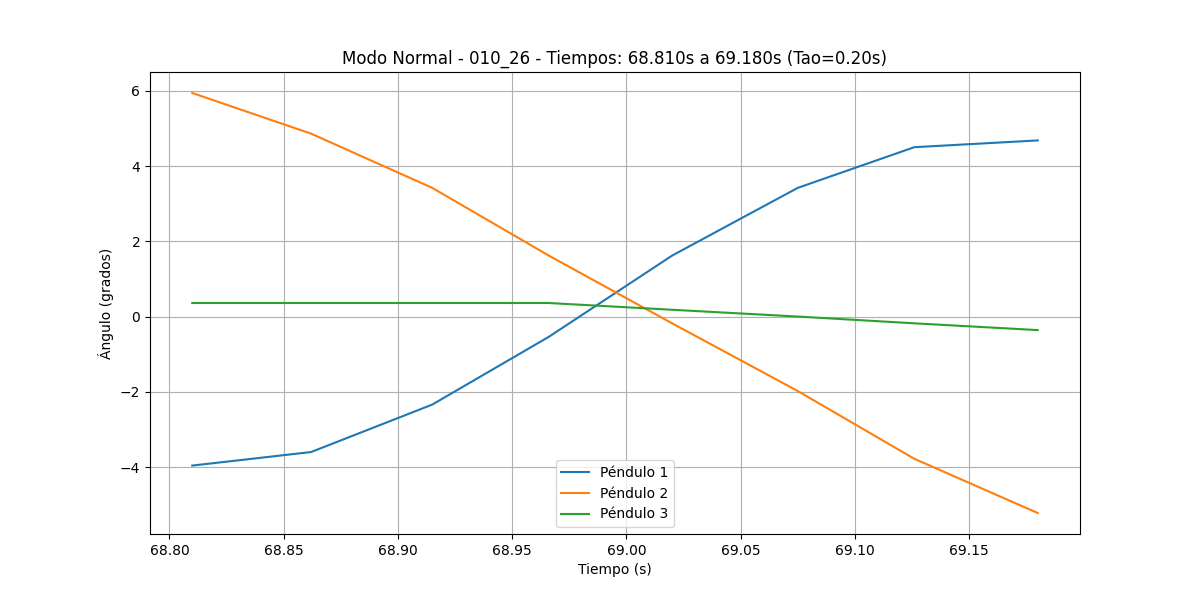 Modo Normal - 010_26 - Tiempos: 68.810s a 69.180s (Tao=0.20s)
Ángulo (grados)
6
4
2
0
−2
−4
Péndulo 1
Péndulo 2
Péndulo 3
68.80 68.85 68.90 68.95 69.00 69.05 69.10 69.15
Tiempo (s)